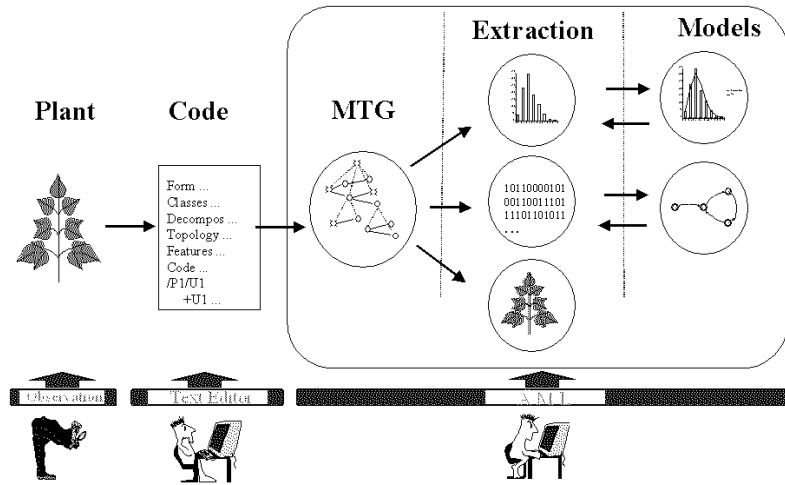 Extraction
Models
Plant
Code
MTG
Form ...
Classes ...
Decompos ...
Topology ...
Features ...
Code ...
/P1/U1
+U1 ...
10110000101
00110011101
11101101011
...
Observation
Text Editor
A M L